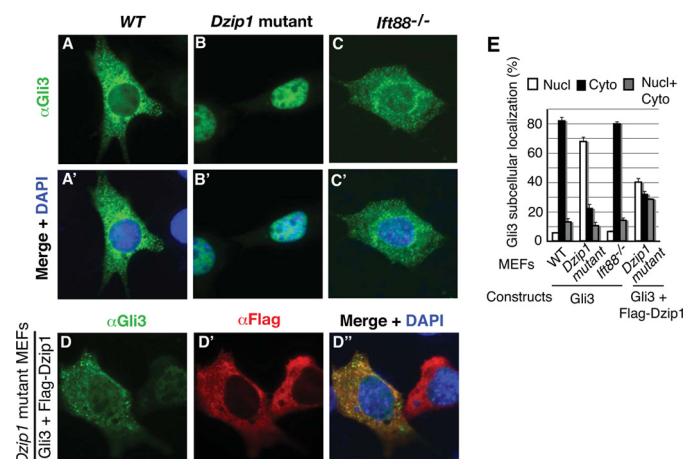 WT
Dzip1 mutant
Ift88-/-
αGli3
A
B
C
Merge + DAPI
A'
B'
C'
Dzip1 mutant MEFs
Gli3 + Flag-Dzip1
αGli3
αFlag
Merge + DAPI
D
D'
D''
E
Nucl
Cyto
Nucl+
Cyto
Gli3 subcellular localization (%)
80
60
40
20
0
MEFs
WT
Dzip1
mutant
Ift88-/-
Dzip1
mutant
Constructs
Gli3
Gli3 +
Flag-Dzip1